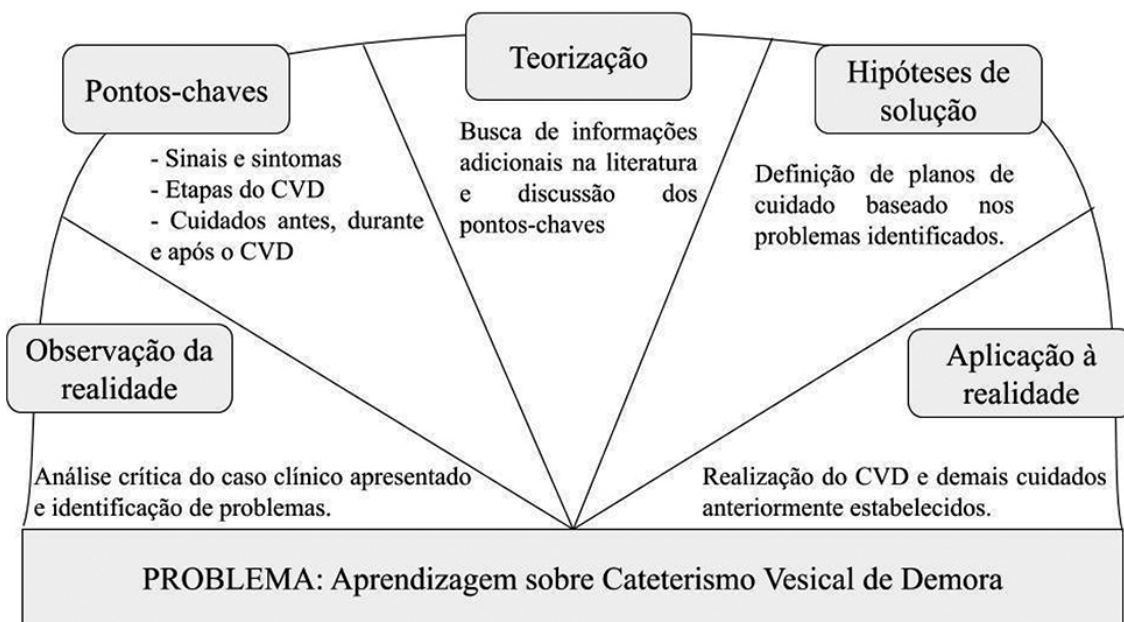 Observação da
realidade
Análise crítica do caso clínico apresentado
e identificação de problemas.
Pontos-chaves
- Sinais e sintomas
- Etapas do CVD
- Cuidados antes, durante
e após o CVD
Teorização
Busca de informações
adicionais na literatura
e discussão dos
pontos-chaves
Hipóteses de
solução
Definição de planos de
cuidado baseado nos
problemas identificados.
Aplicação à
realidade
Realização do CVD e demais cuidados
anteriormente estabelecidos.
PROBLEMA: Aprendizagem sobre Cateterismo Vesical de Demora